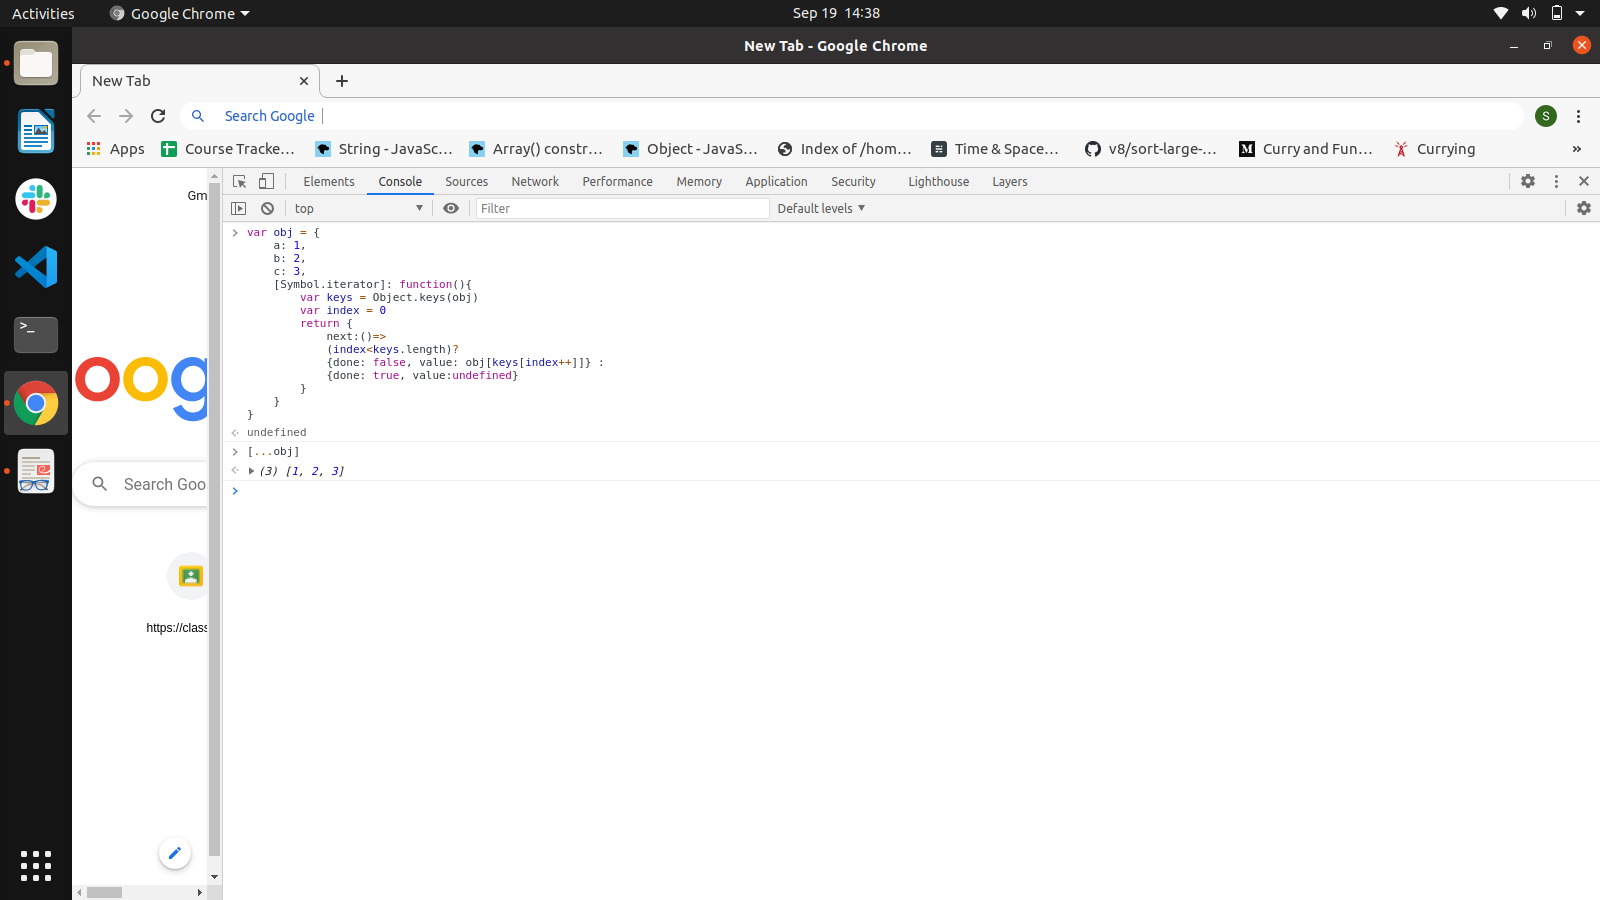 Activities
Google Chrome
Sep 19 14:38
New Tab - Google Chrome
New Tab
Search Google
S
Apps
Course Tracke...
String - JavaSc...
Array() constr...
Object - JavaS...
Index of /hom...
Time & Space...
v8/sort-large-...
M
Curry and Fun...
Currying
»
Gm
Elements
Console
Sources
Network
Performance
Memory
Application
Security
Lighthouse
Layers
top
Filter
Default levels
> var obj = {
    a: 1,
    b: 2,
    c: 3,
    [Symbol.iterator]: function(){
        var keys = Object.keys(obj)
        var index = 0
        return {
            next:()=>
            (index<keys.length)?
            {done: false, value: obj[keys[index++]]} :
            {done: true, value:undefined}
        }
    }
}
undefined
> [...obj]
(3) [1, 2, 3]
>
>_
oog
Search Goo
https://class